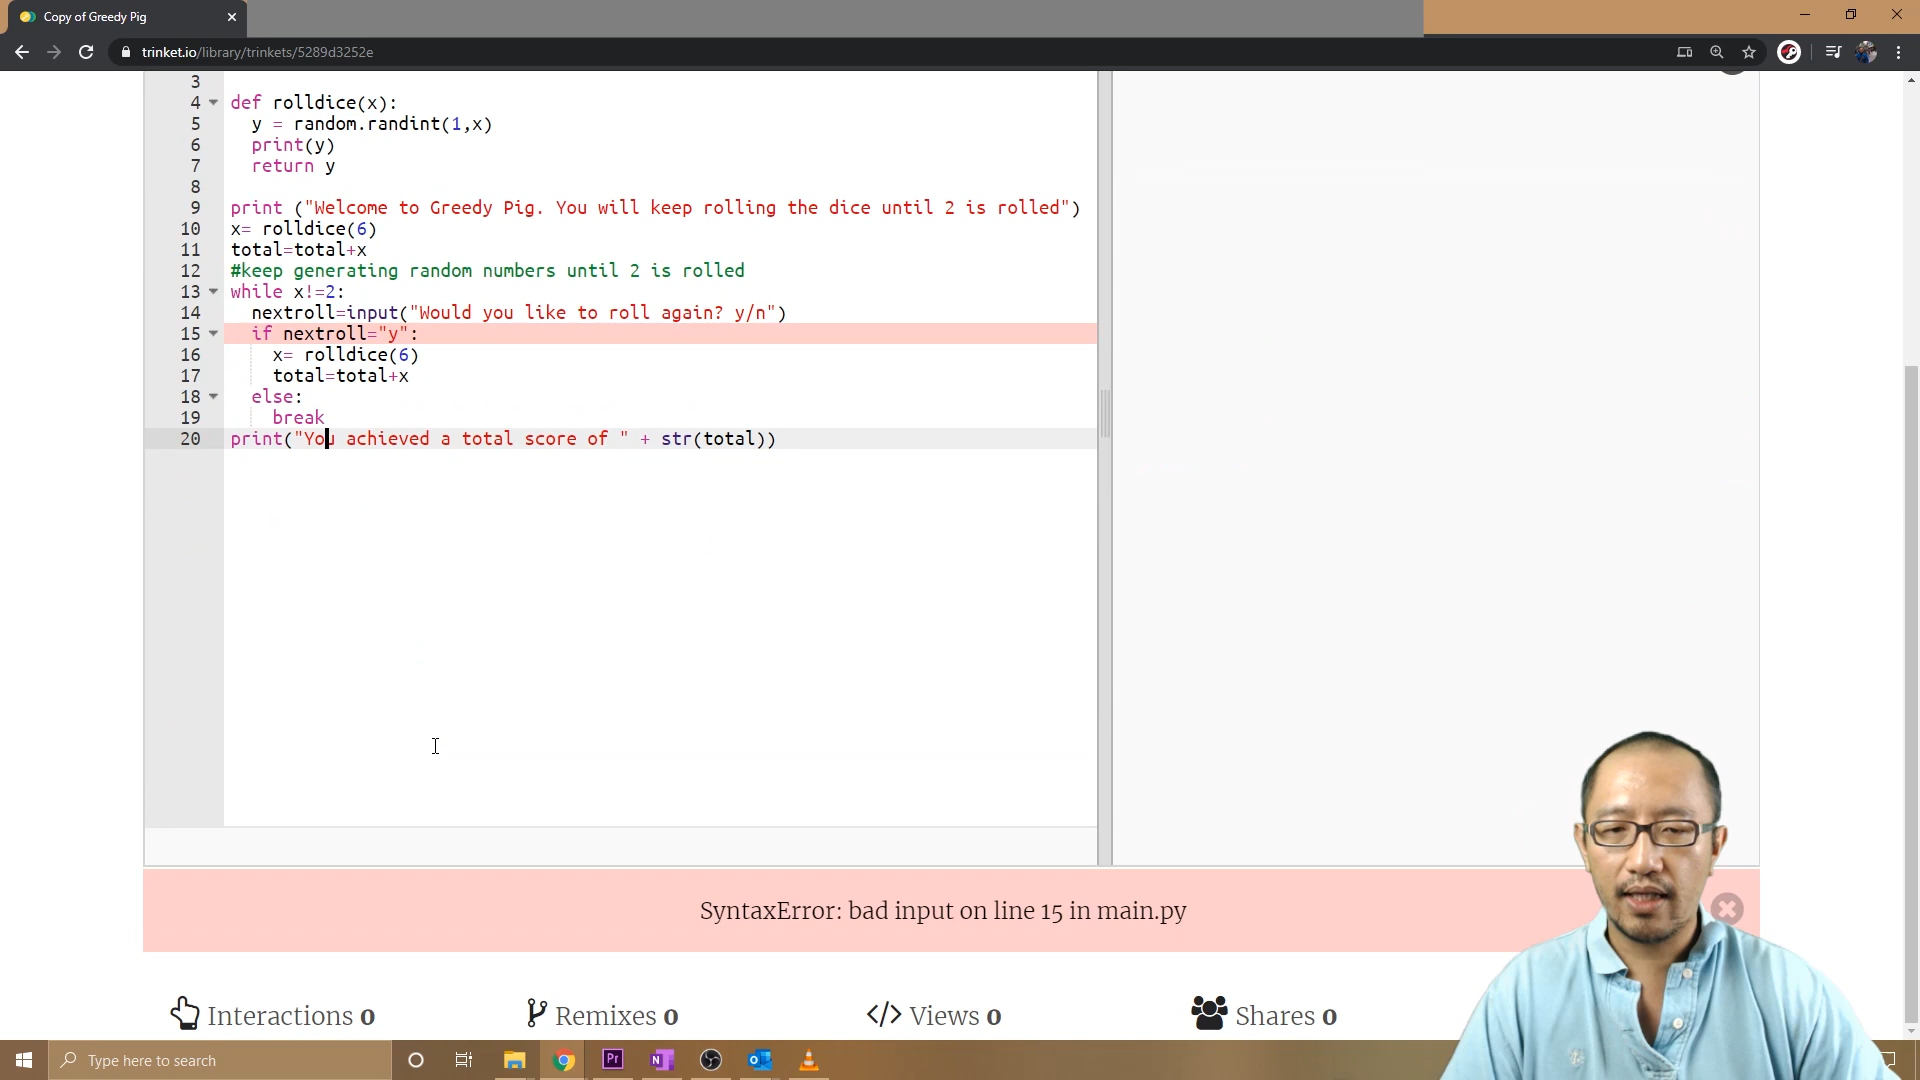 Copy of Greedy Pig
trinket.io/library/trinkets/5289d3252e
3
4 def rolldice(x):
5 y = random.randint(1,x)
6 print(y)
7 return y
8
9 print ("Welcome to Greedy Pig. You will keep rolling the dice until 2 is rolled")
10 x= rolldice(6)
11 total=total+x
12 #keep generating random numbers until 2 is rolled
13 while x!=2:
14 nextroll=input("Would you like to roll again? y/n")
15 if nextroll="y":
16 x= rolldice(6)
17 total=total+x
18 else:
19 break
20 print("You achieved a total score of " + str(total))
SyntaxError: bad input on line 15 in main.py
Interactions 0 Remixes 0 </> Views 0 Shares 0
Type here to search
Pr N